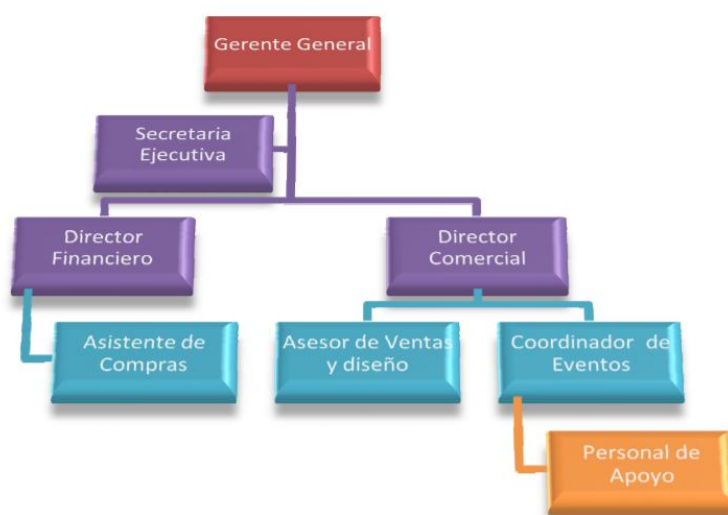 Gerente General
Secretaria
Ejecutiva
Director
Financiero
Director
Comercial
Asistente de
Compras
Asesor de Ventas
y diseño
Coordinador de
Eventos
Personal de
Apoyo